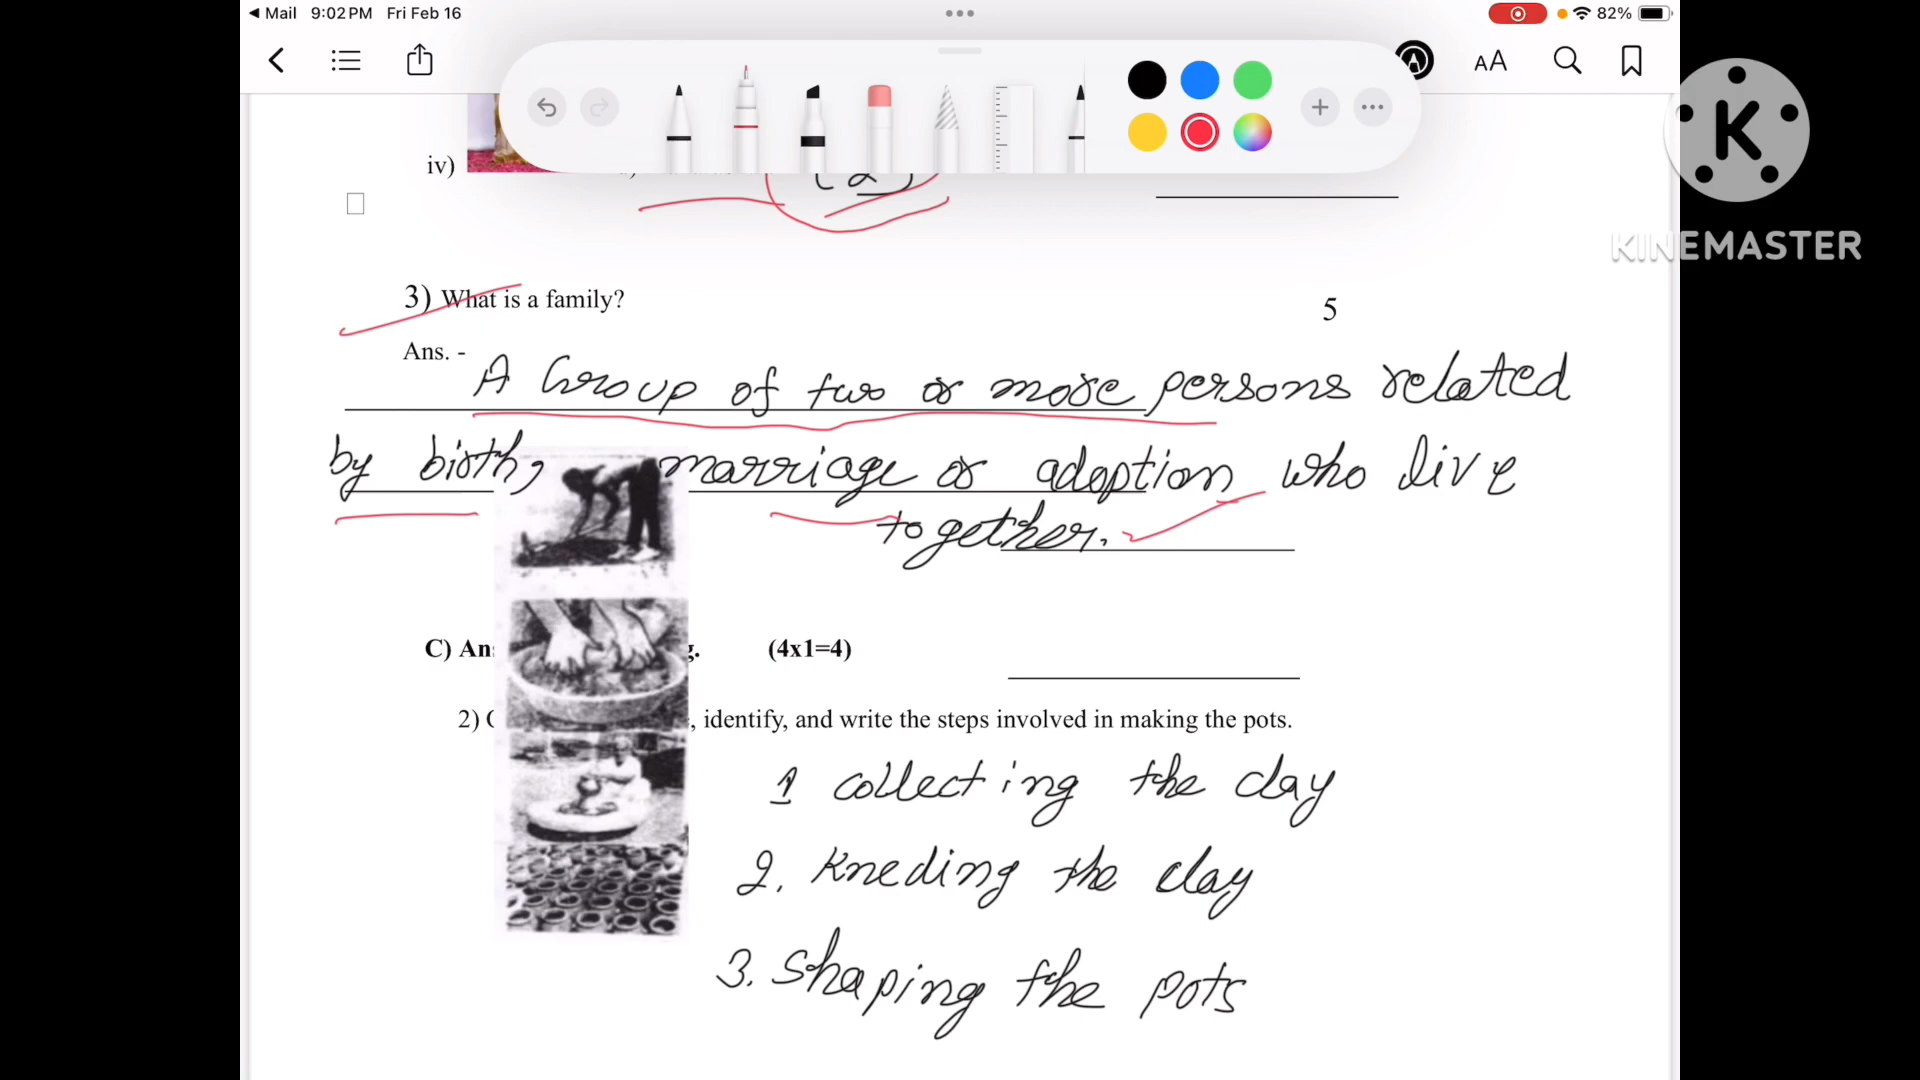 Mail 9:02 PM Fri Feb 16
82%
AA
K
KINEMASTER
iv)
(2)
3) What is a family?
5
Ans. -
A Group of two or more persons related
by birth, marriage or adoption who live
together.
C) An g. (4x1=4)
2) , identify, and write the steps involved in making the pots.
1 collecting the clay
2. Kneding the clay
3. Shaping the pots